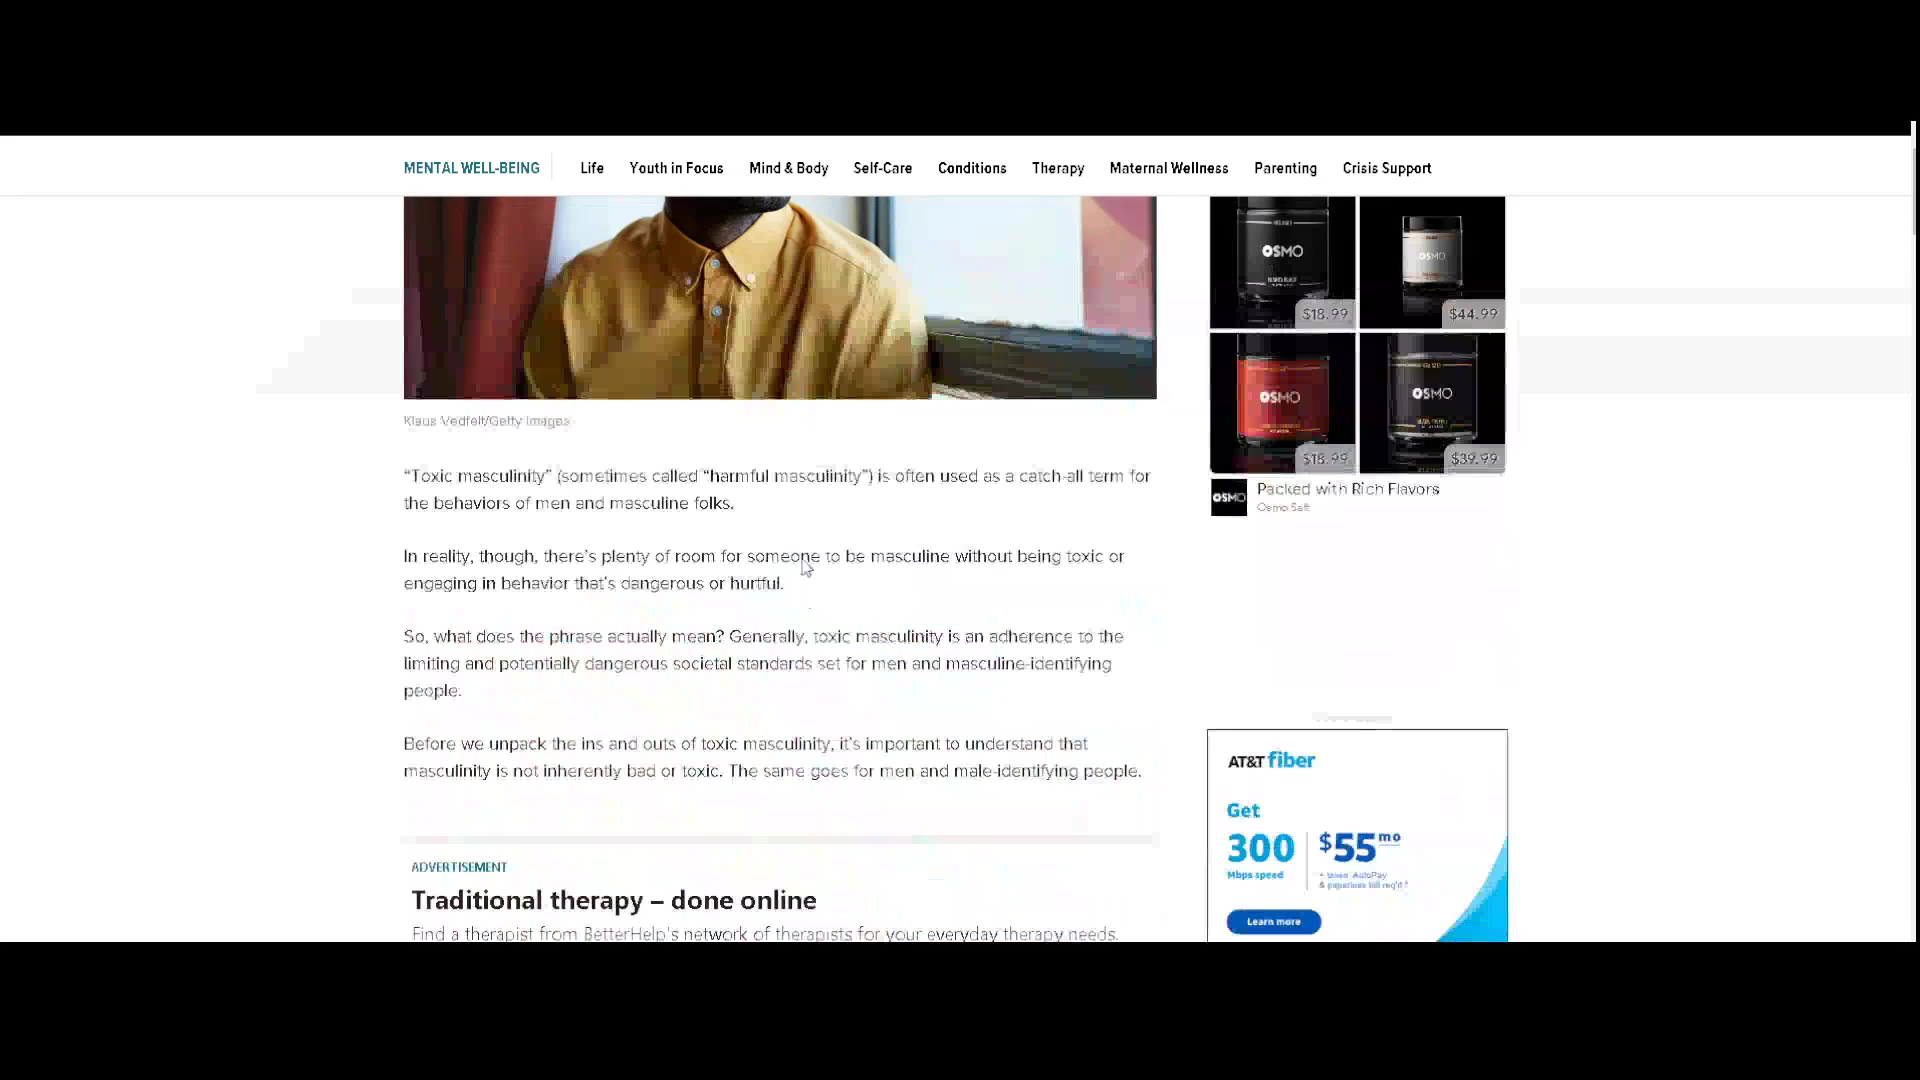 MENTAL WELL-BEING Life Youth in Focus Mind & Body Self-Care Conditions Therapy Maternal Wellness Parenting Crisis Support
OSMO
OSMO
$18.99
$44.99
OSMO
OSMO
$18.99
$39.99
OSMO
Packed with Rich Flavors
Osmo Salt
Klaus Vedfelt/Getty Images
“Toxic masculinity” (sometimes called “harmful masculinity”) is often used as a catch-all term for
the behaviors of men and masculine folks.
In reality, though, there’s plenty of room for someone to be masculine without being toxic or
engaging in behavior that’s dangerous or hurtful.
So, what does the phrase actually mean? Generally, toxic masculinity is an adherence to the
limiting and potentially dangerous societal standards set for men and masculine-identifying
people.
Before we unpack the ins and outs of toxic masculinity, it’s important to understand that
masculinity is not inherently bad or toxic. The same goes for men and male-identifying people.
ADVERTISEMENT
Traditional therapy – done online
Find a therapist from BetterHelp's network of therapists for your everyday therapy needs.
AT&T fiber
Get
300
Mbps speed
$55mo
& paperless bill req'd.
Learn more